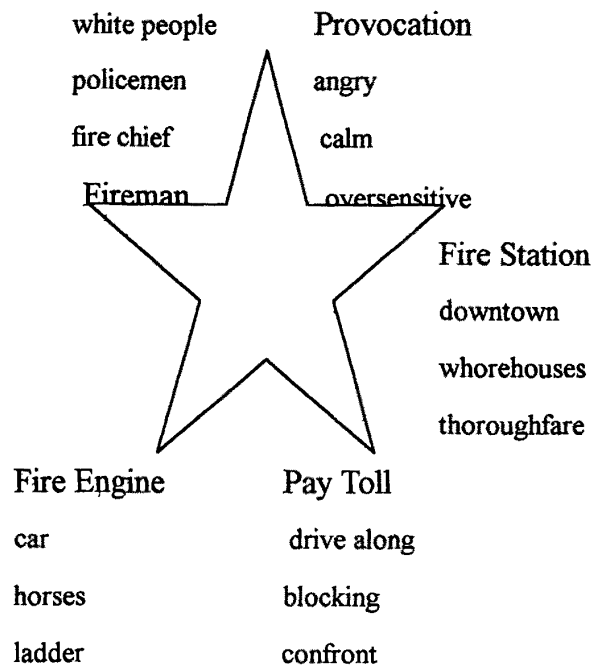 white people
policemen
fire chief
Fireman
Provocation
angry
calm
oversensitive
Fire Station
downtown
whorehouses
thoroughfare
Fire Engine
car
horses
ladder
Pay Toll
drive along
blocking
confront